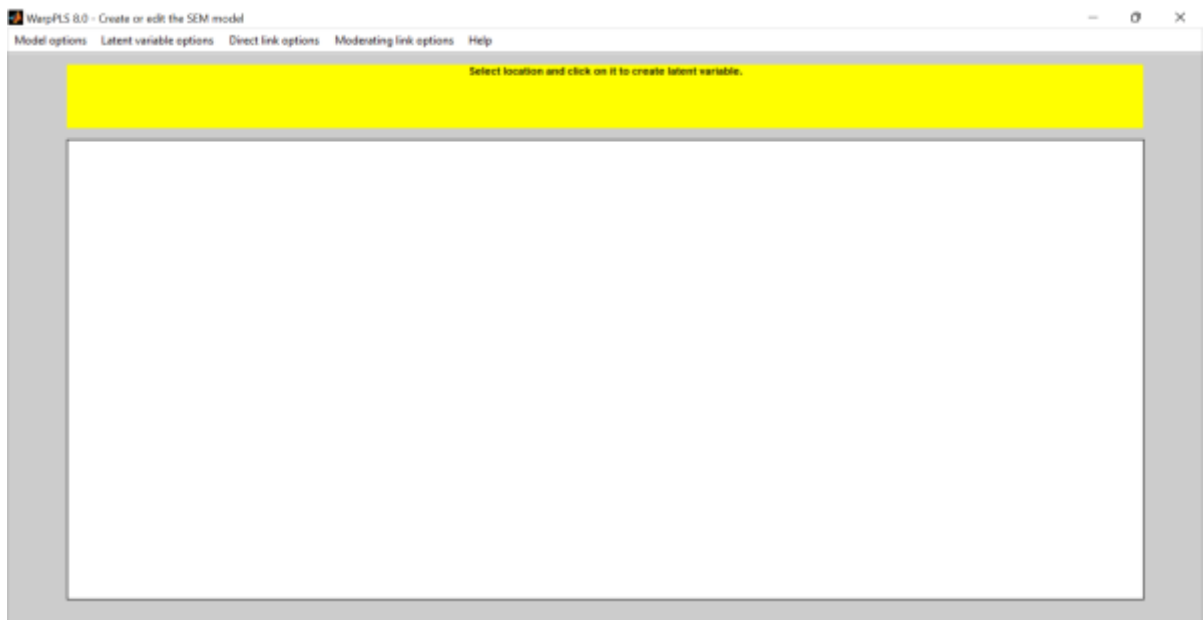 WarpPLS 8.0 - Create or edit the SEM model
Model options Latent variable options Direct link options Moderating link options Help
Select location and click on it to create latent variable.